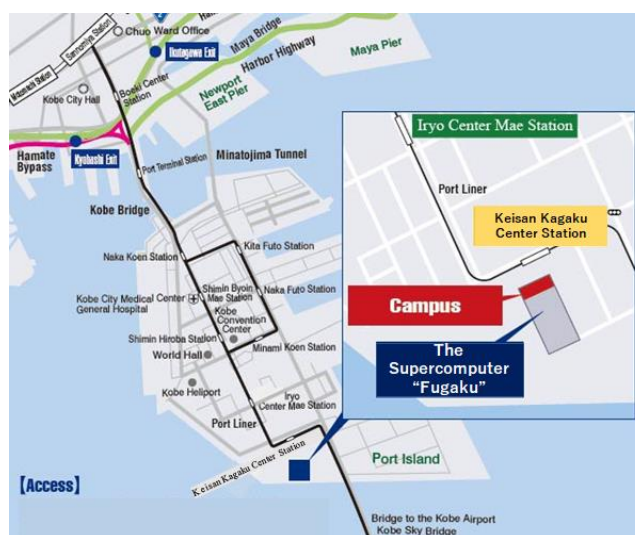 Chuo Ward Office
Sannomiya Station
Ikutagawa Exit
Maya Bridge
Harbor Highway
Maya Pier
Boeki Center
Station
Newport
East Pier
Kobe City Hall
Hamate
Bypass
Kyobashi Exit
Port Terminal Station
Minatojima Tunnel
Kobe Bridge
Naka Koen Station
Kita Futo Station
Kobe City Medical Center
General Hospital
Shimin Byoin
Mae Station
Naka Futo Station
Kobe
Convention
Center
Shimin Hiroba Station
World Hall
Minami Koen Station
Kobe Heliport
Iryo
Center Mae Station
Port Liner
Keisan Kagaku Center Station
Port Island
【Access】
Bridge to the Kobe Airport
Kobe Sky Bridge
Iryo Center Mae Station
Port Liner
Keisan Kagaku
Center Station
Campus
The
Supercomputer
“Fugaku”